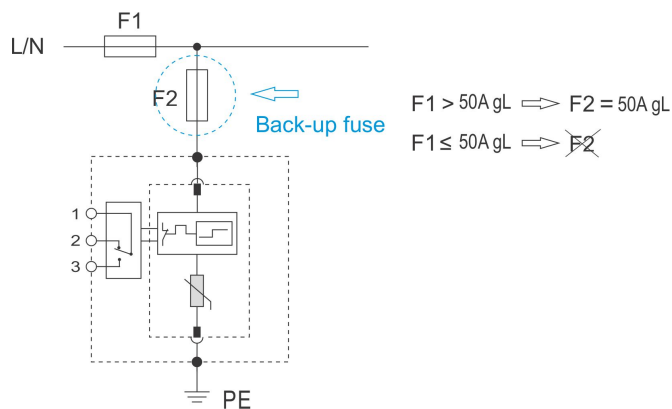 F1
L/N
F2
Back-up fuse
F1 > 50A gL ⇨ F2 = 50A gL
F1 ≤ 50A gL ⇨ F2
1
2
3
PE